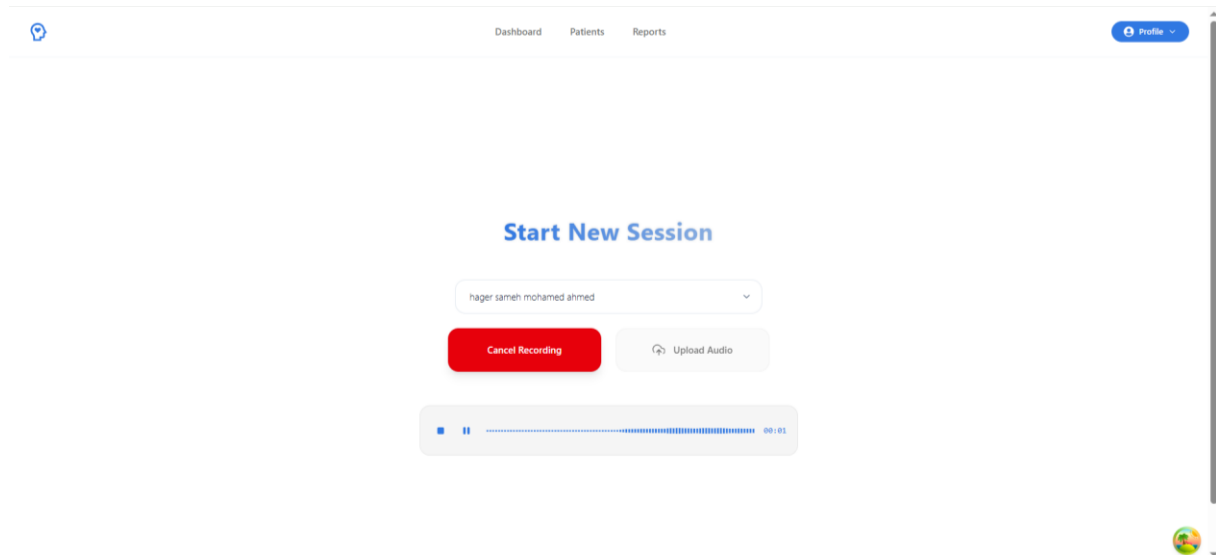 Dashboard Patients Reports Profile
Start New Session
hager sameh mohamed ahmed
Cancel Recording Upload Audio
00:01